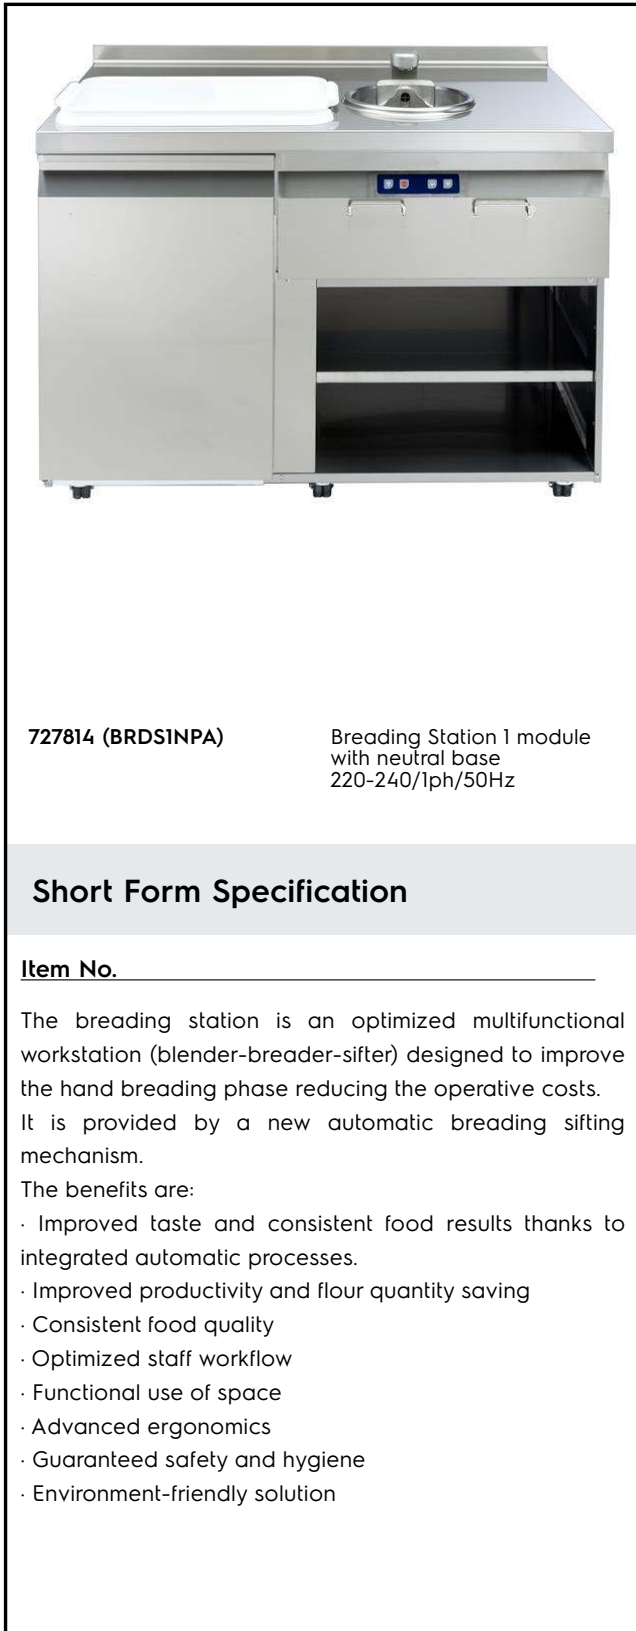 727814 (BRDS1NPA)
Breading Station 1 module
with neutral base
220-240/1ph/50Hz
Short Form Specification
Item No.
The breading station is an optimized multifunctional
workstation (blender-breader-sifter) designed to improve
the hand breading phase reducing the operative costs.
It is provided by a new automatic breading sifting
mechanism.
The benefits are:
· Improved taste and consistent food results thanks to
integrated automatic processes.
· Improved productivity and flour quantity saving
· Consistent food quality
· Optimized staff workflow
· Functional use of space
· Advanced ergonomics
· Guaranteed safety and hygiene
· Environment-friendly solution